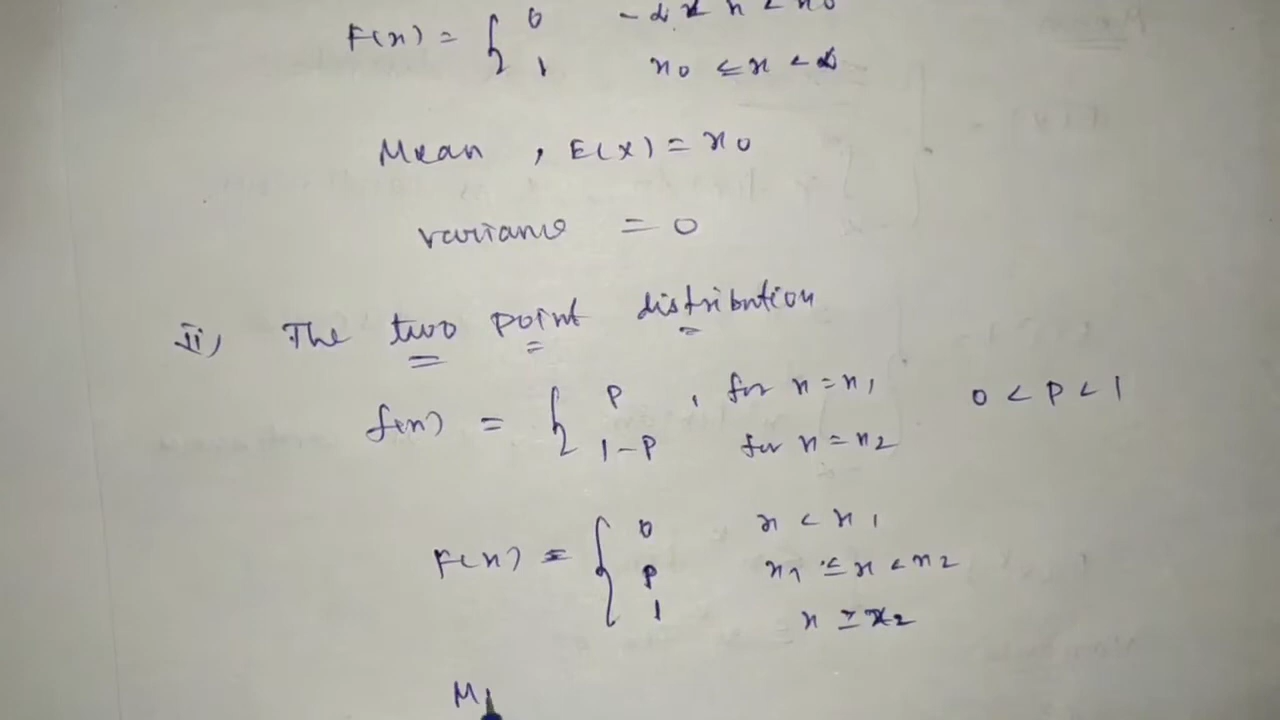 F(x) = { 0 -∞ < x < x0
1 x0 ≤ x < ∞
Mean , E(X) = x0
variance = 0
ii) The two point distribution
f(x) = { p , for x = x1 0 < p < 1
1-p for x = x2
F(x) = { 0 x < x1
p x1 ≤ x < x2
1 x ≥ x2
M